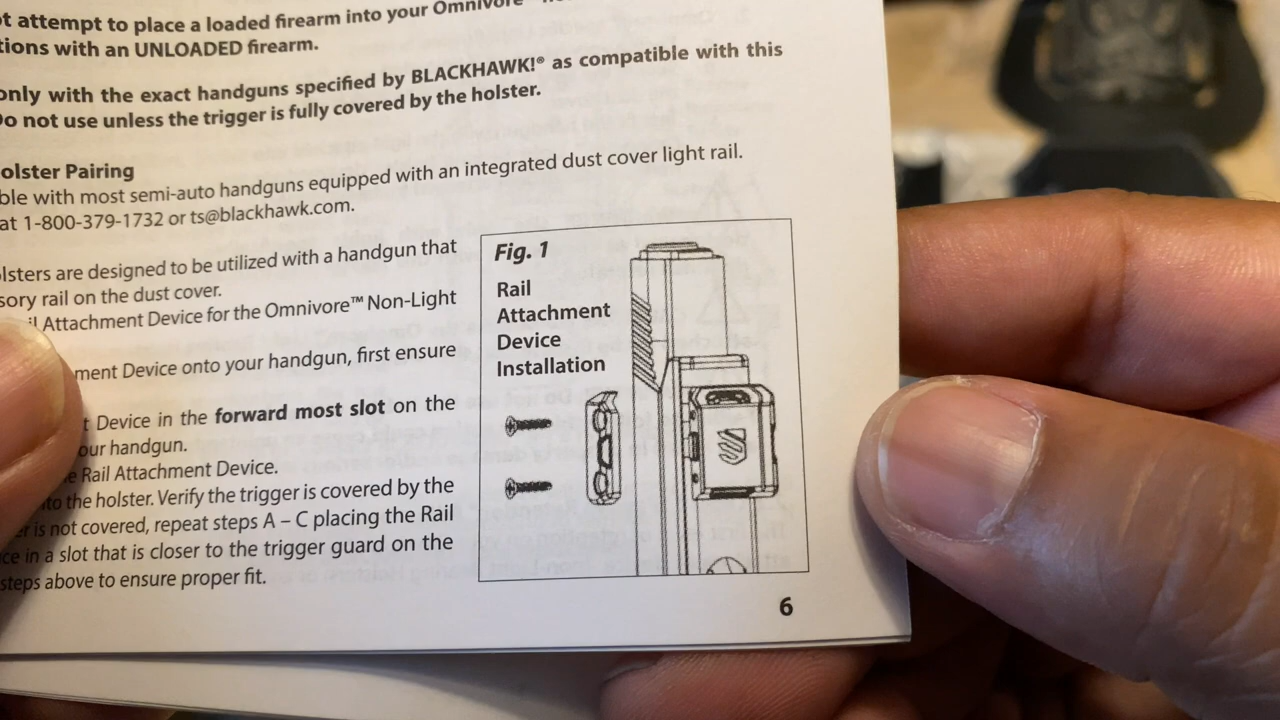 t attempt to place a loaded firearm into your Omnivore™
tions with an UNLOADED firearm.
only with the exact handguns specified by BLACKHAWK!® as compatible with this
Do not use unless the trigger is fully covered by the holster.
olster Pairing
ble with most semi-auto handguns equipped with an integrated dust cover light rail.
at 1-800-379-1732 or ts@blackhawk.com.
lsters are designed to be utilized with a handgun that
sory rail on the dust cover.
il Attachment Device for the Omnivore™ Non-Light
ment Device onto your handgun, first ensure
t Device in the forward most slot on the
our handgun.
e Rail Attachment Device.
to the holster. Verify the trigger is covered by the
er is not covered, repeat steps A – C placing the Rail
ce in a slot that is closer to the trigger guard on the
steps above to ensure proper fit.
Fig. 1
Rail
Attachment
Device
Installation
6